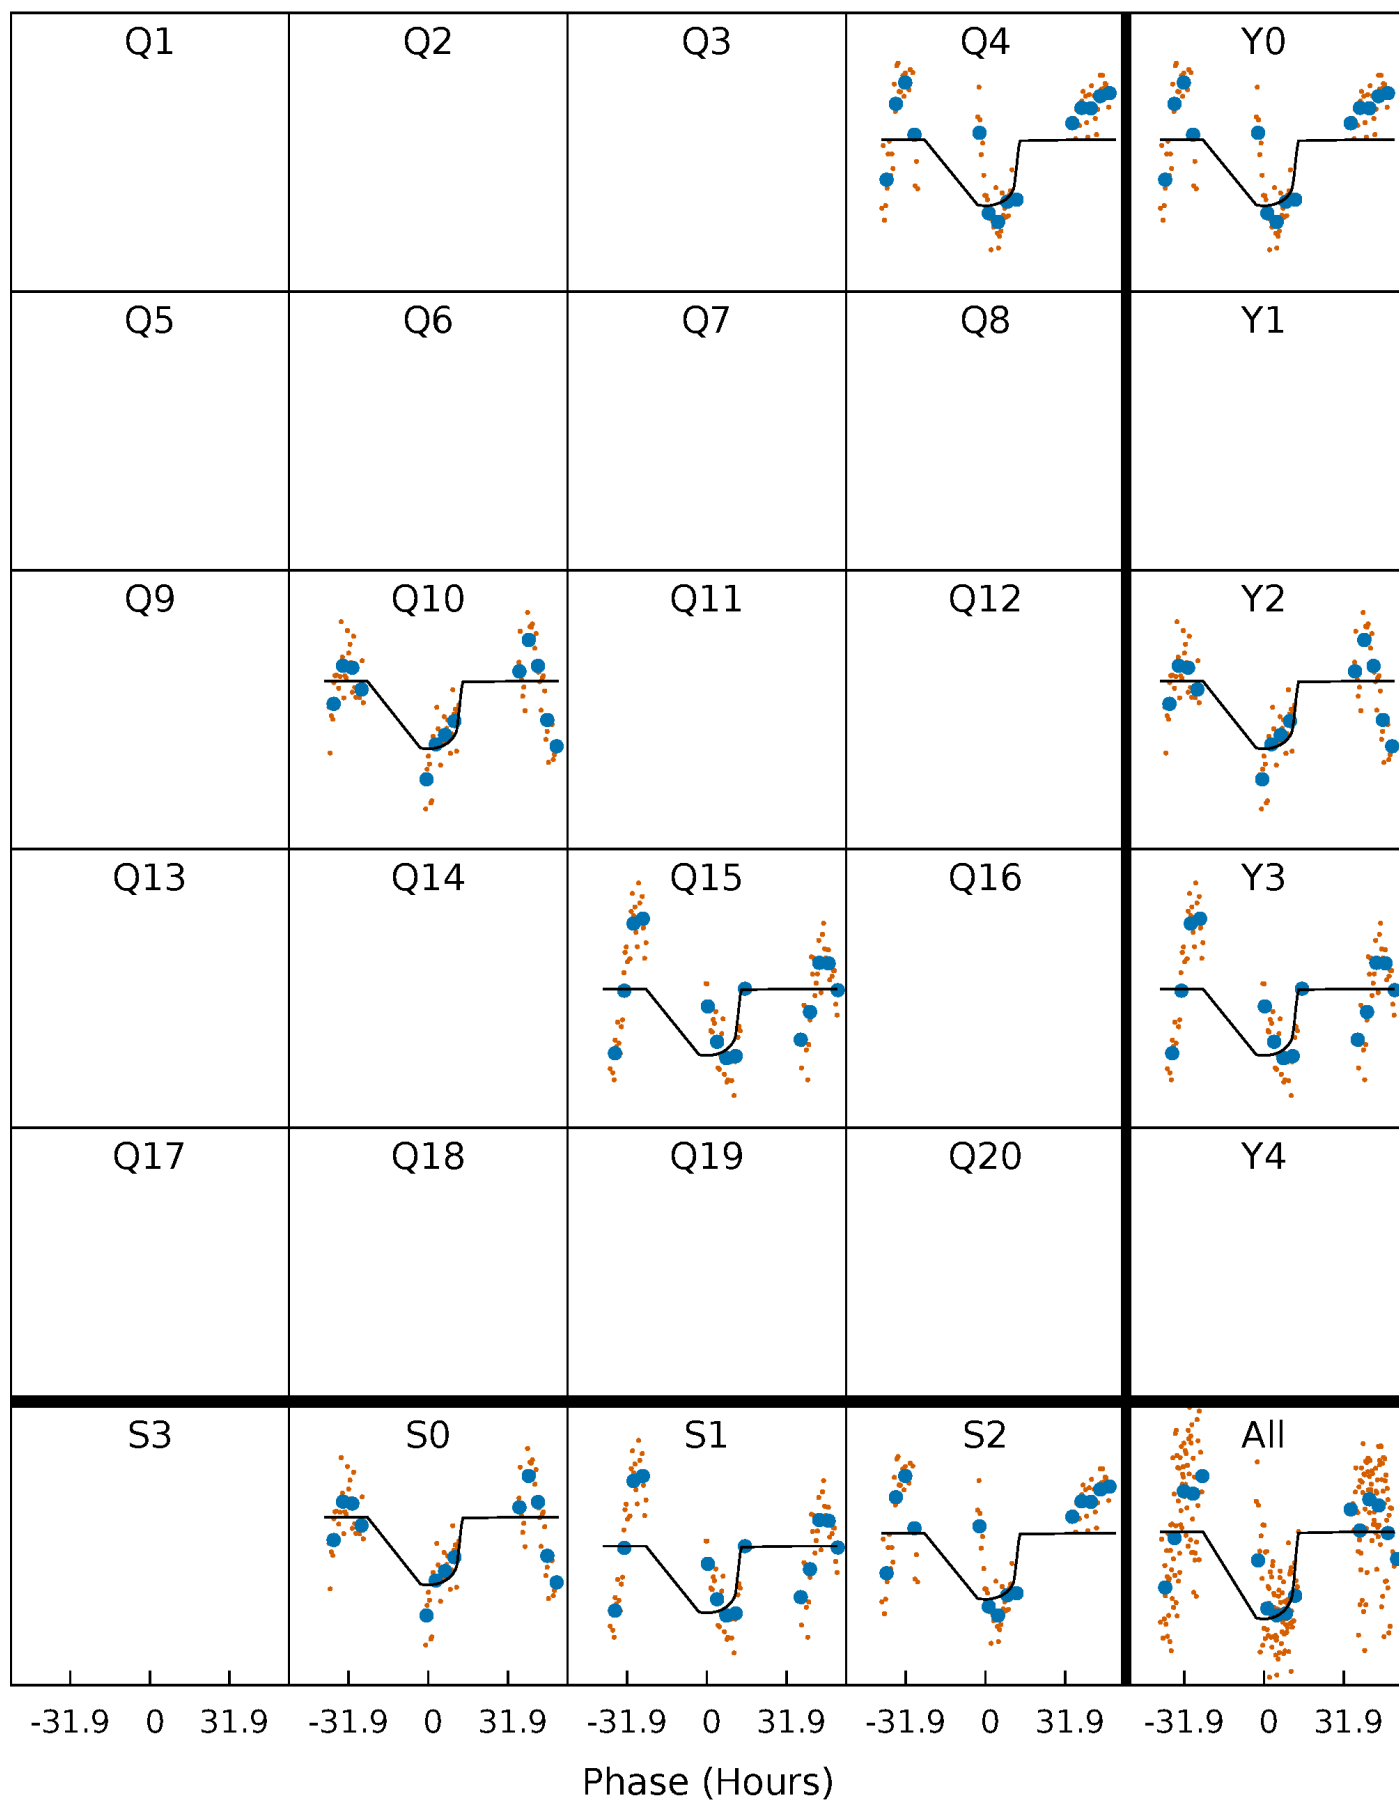 Q1 Q2 Q3 Q4 Y0
Q5 Q6 Q7 Q8 Y1
Q9 Q10 Q11 Q12 Y2
Q13 Q14 Q15 Q16 Y3
Q17 Q18 Q19 Q20 Y4
S3 S0 S1 S2 All
-31.9 0 31.9 -31.9 0 31.9 -31.9 0 31.9 -31.9 0 31.9 -31.9 0 31.9
Phase (Hours)